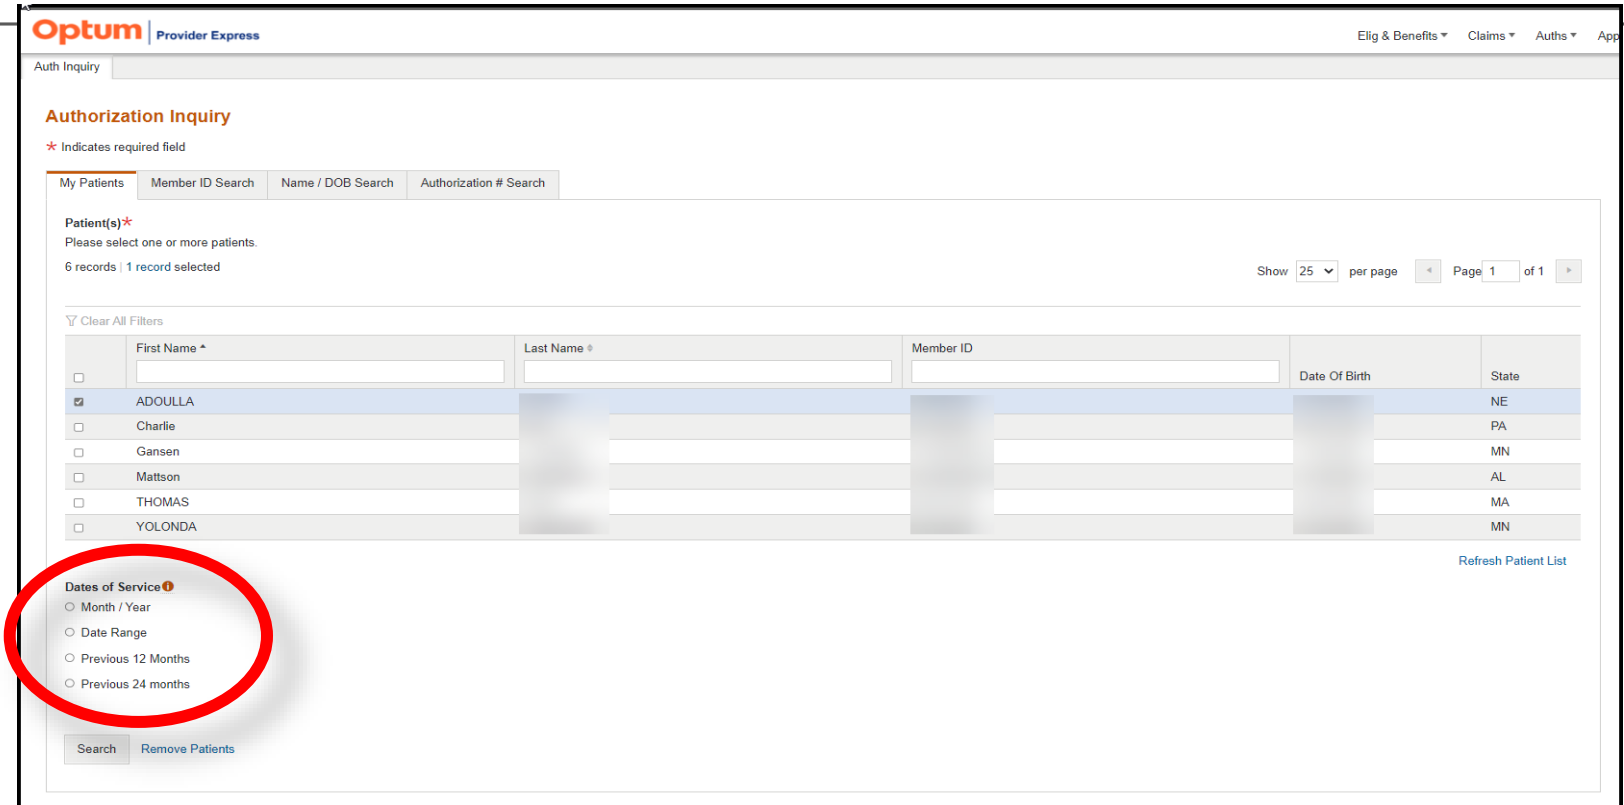 Optum Provider Express Elig & Benefits Claims Auths App
Auth Inquiry
Authorization Inquiry
* Indicates required field
My Patients Member ID Search Name / DOB Search Authorization # Search
Patient(s)*
Please select one or more patients.
6 records | 1 record selected
Show 25 per page Page 1 of 1
Clear All Filters
First Name Last Name Member ID
Date Of Birth State
ADOULLA NE
Charlie PA
Gansen MN
Mattson AL
THOMAS MA
YOLONDA MN
Refresh Patient List
Dates of Service
Month / Year
Date Range
Previous 12 Months
Previous 24 months
Search Remove Patients